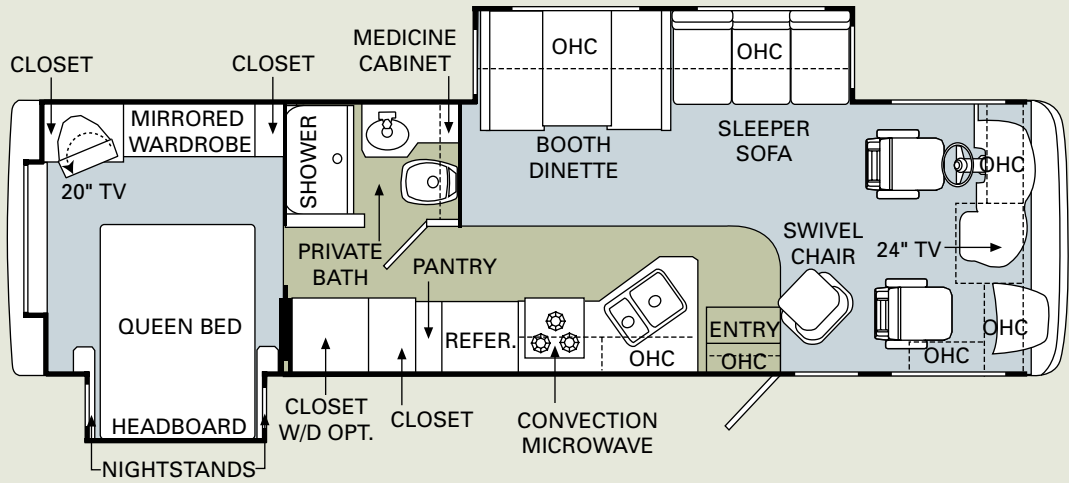 CLOSET
CLOSET
MEDICINE
CABINET
OHC
OHC
MIRRORED
WARDROBE
SHOWER
20" TV
BOOTH
DINETTE
SLEEPER
SOFA
OHC
PRIVATE
BATH
PANTRY
SWIVEL
CHAIR
24" TV
QUEEN BED
REFER.
OHC
ENTRY
OHC
OHC
OHC
HEADBOARD
CLOSET
W/D OPT.
CLOSET
CONVECTION
MICROWAVE
NIGHTSTANDS